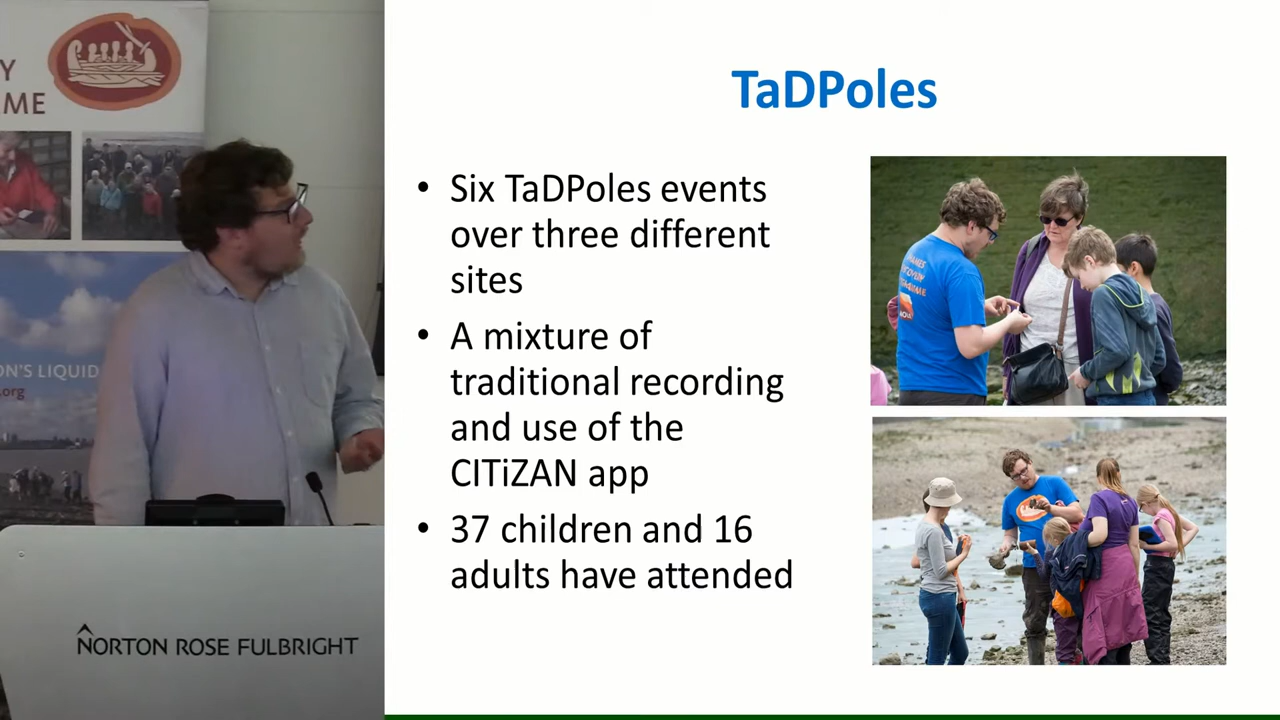 Y
ME
ON'S LIQUID
.org
NORTON ROSE FULBRIGHT
TaDPoles
• Six TaDPoles events
over three different
sites
• A mixture of
traditional recording
and use of the
CITiZAN app
• 37 children and 16
adults have attended